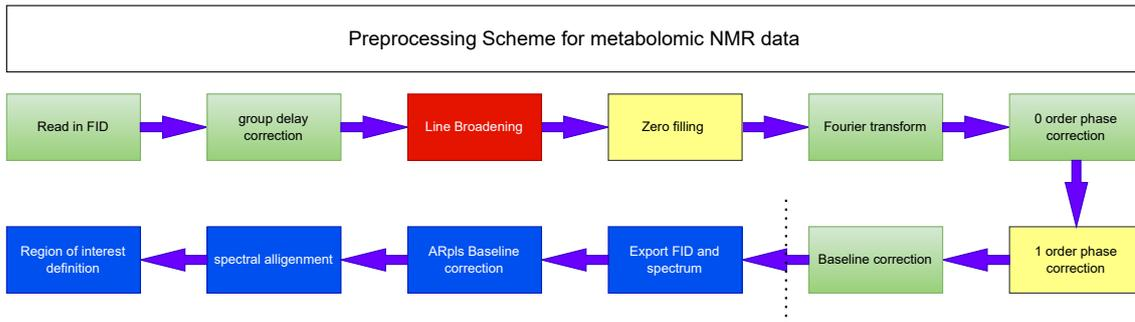 Preprocessing Scheme for metabolomic NMR data
Read in FID
group delay
correction
Line Broadening
Zero filling
Fourier transform
0 order phase
correction
Region of interest
definition
spectral alligenment
ARpls Baseline
correction
Export FID and
spectrum
Baseline correction
1 order phase
correction